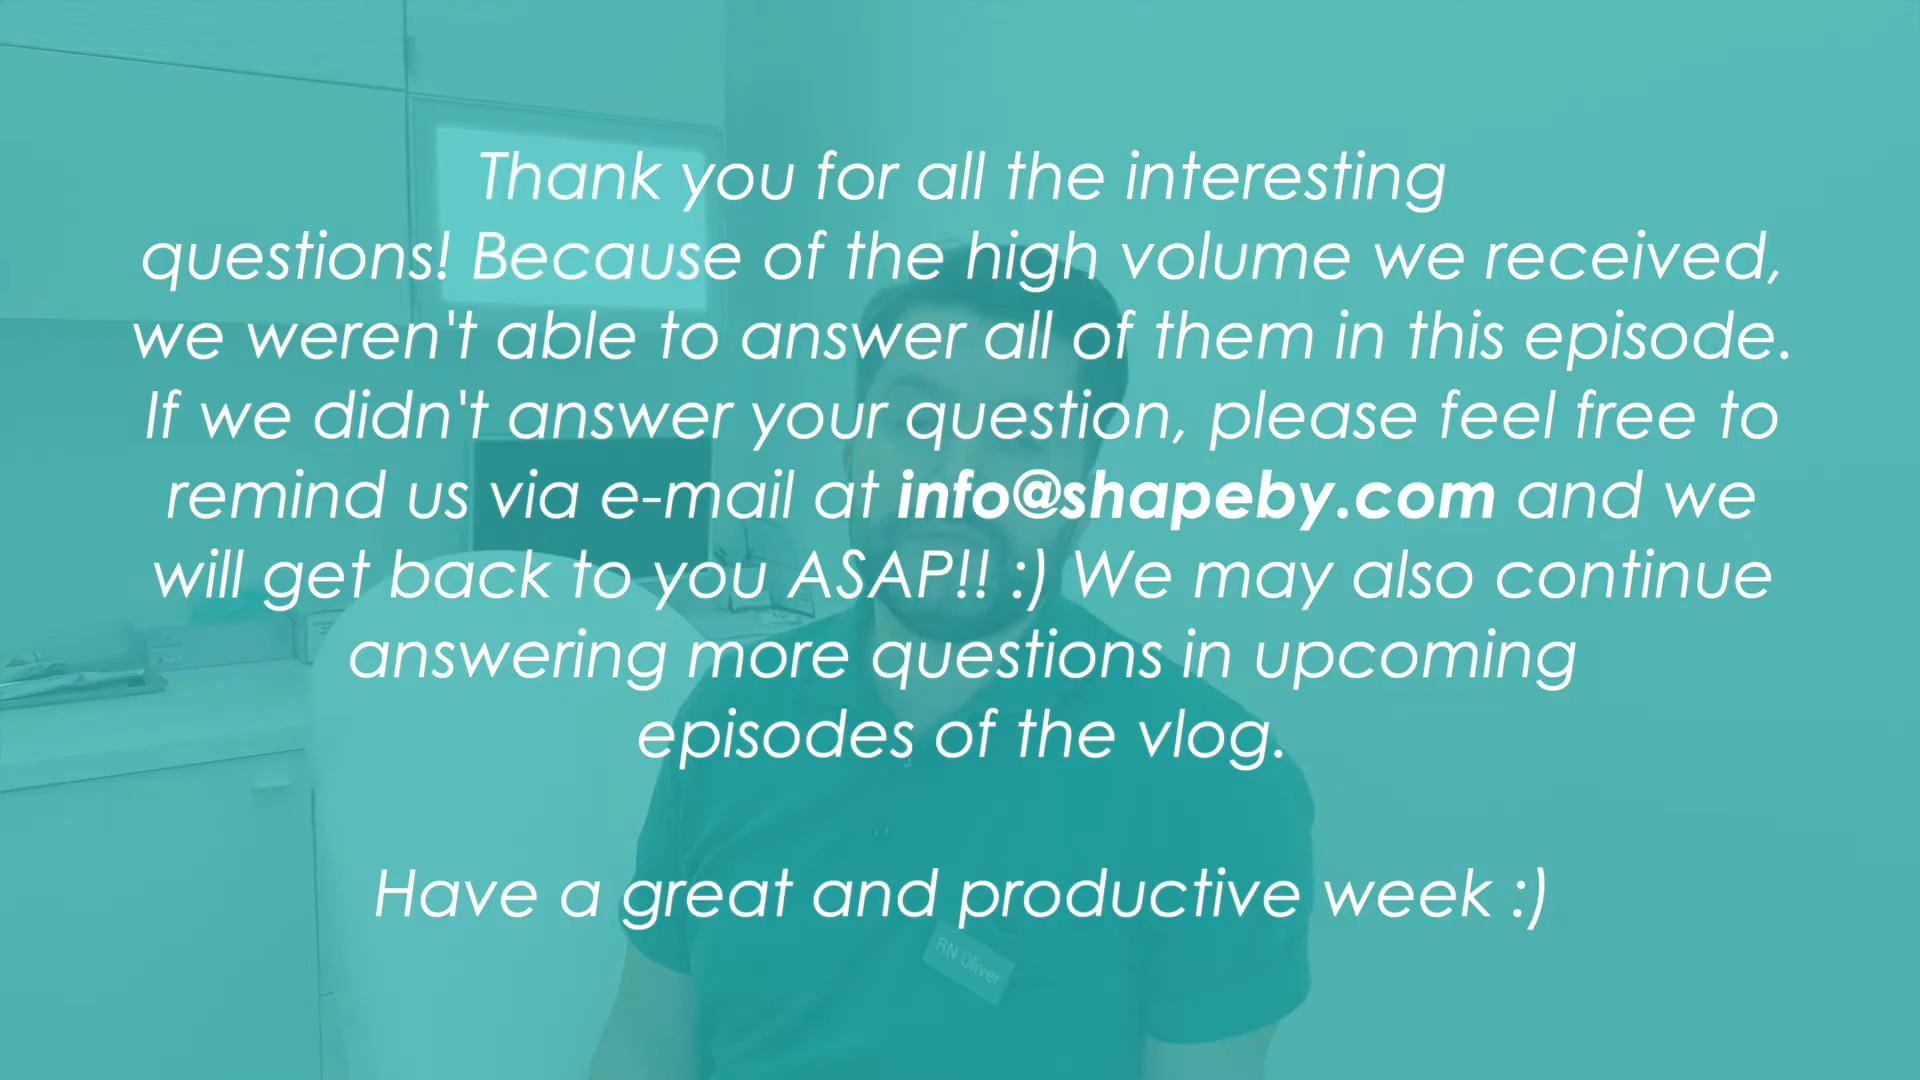 Thank you for all the interesting
questions! Because of the high volume we received,
we weren't able to answer all of them in this episode.
If we didn't answer your question, please feel free to
remind us via e-mail at info@shapeby.com and we
will get back to you ASAP!! :) We may also continue
answering more questions in upcoming
episodes of the vlog.
Have a great and productive week :)
RN Oliver